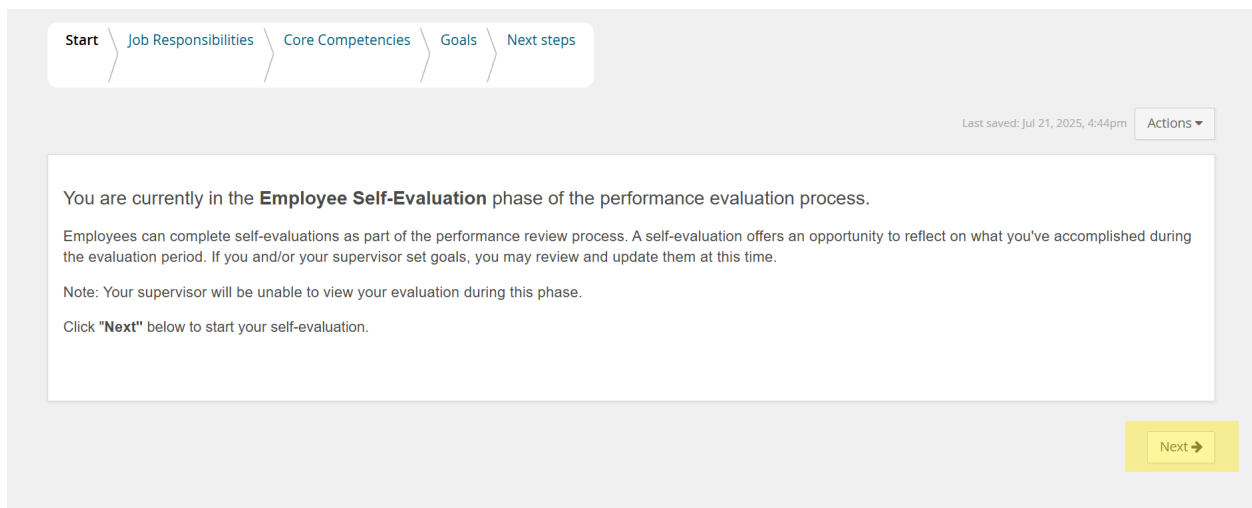 Start Job Responsibilities Core Competencies Goals Next steps
Last saved: Jul 21, 2025, 4:44pm Actions
You are currently in the Employee Self-Evaluation phase of the performance evaluation process.
Employees can complete self-evaluations as part of the performance review process. A self-evaluation offers an opportunity to reflect on what you've accomplished during
the evaluation period. If you and/or your supervisor set goals, you may review and update them at this time.
Note: Your supervisor will be unable to view your evaluation during this phase.
Click "Next" below to start your self-evaluation.
Next